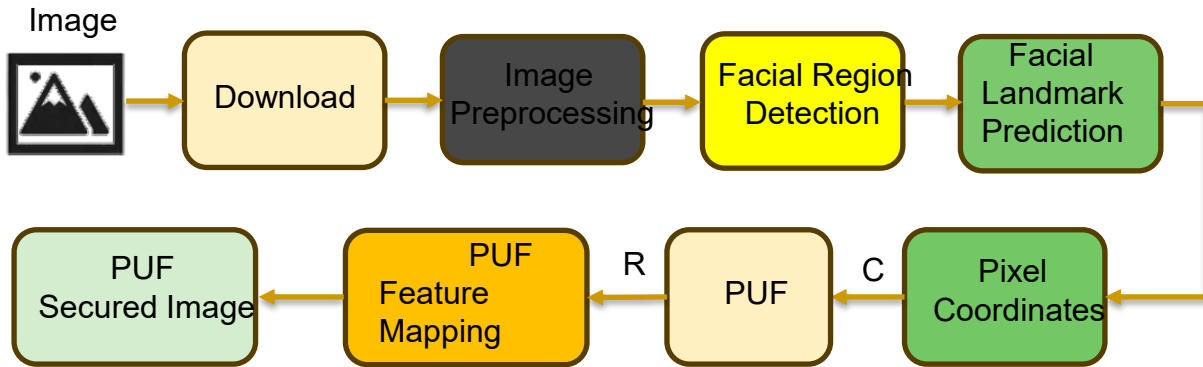 Image
Download
Image
Preprocessing
Facial Region
Detection
Facial
Landmark
Prediction
PUF
Secured Image
PUF
Feature
Mapping
R
PUF
C
Pixel
Coordinates